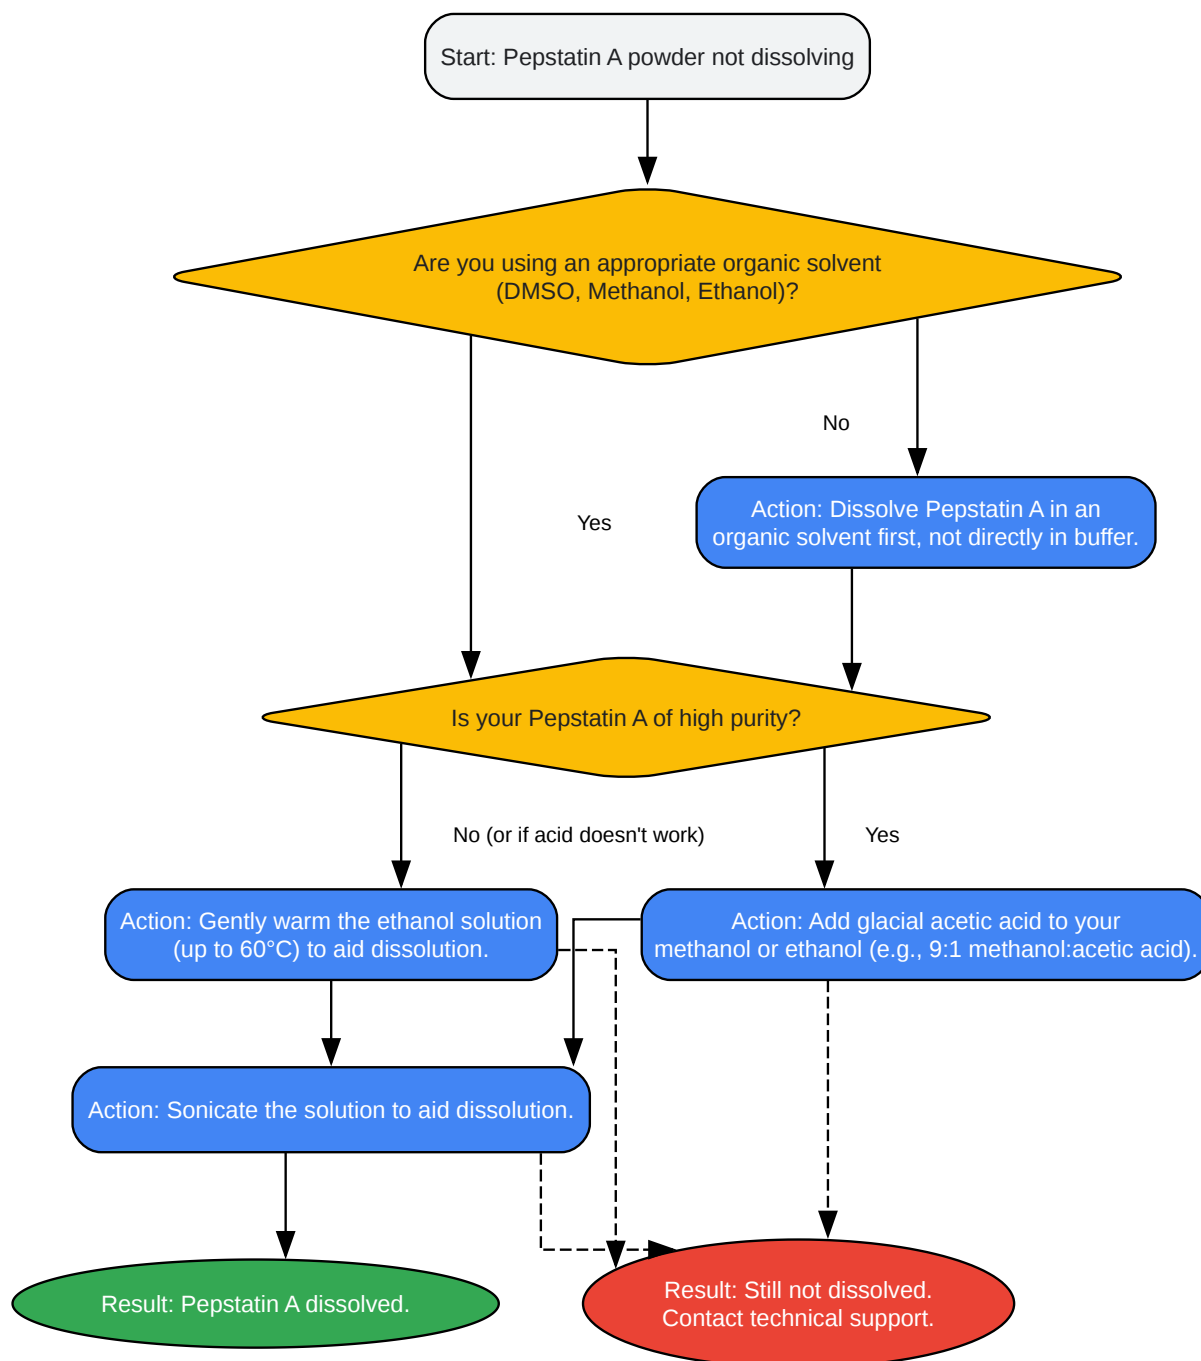 Start: Pepstatin A powder not dissolving
Are you using an appropriate organic solvent
(DMSO, Methanol, Ethanol)?
No
Action: Dissolve Pepstatin A in an
organic solvent first, not directly in buffer.
Yes
Is your Pepstatin A of high purity?
No (or if acid doesn't work)
Yes
Action: Gently warm the ethanol solution
(up to 60°C) to aid dissolution.
Action: Add glacial acetic acid to your
methanol or ethanol (e.g., 9:1 methanol:acetic acid).
Action: Sonicate the solution to aid dissolution.
Result: Pepstatin A dissolved.
Result: Still not dissolved.
Contact technical support.